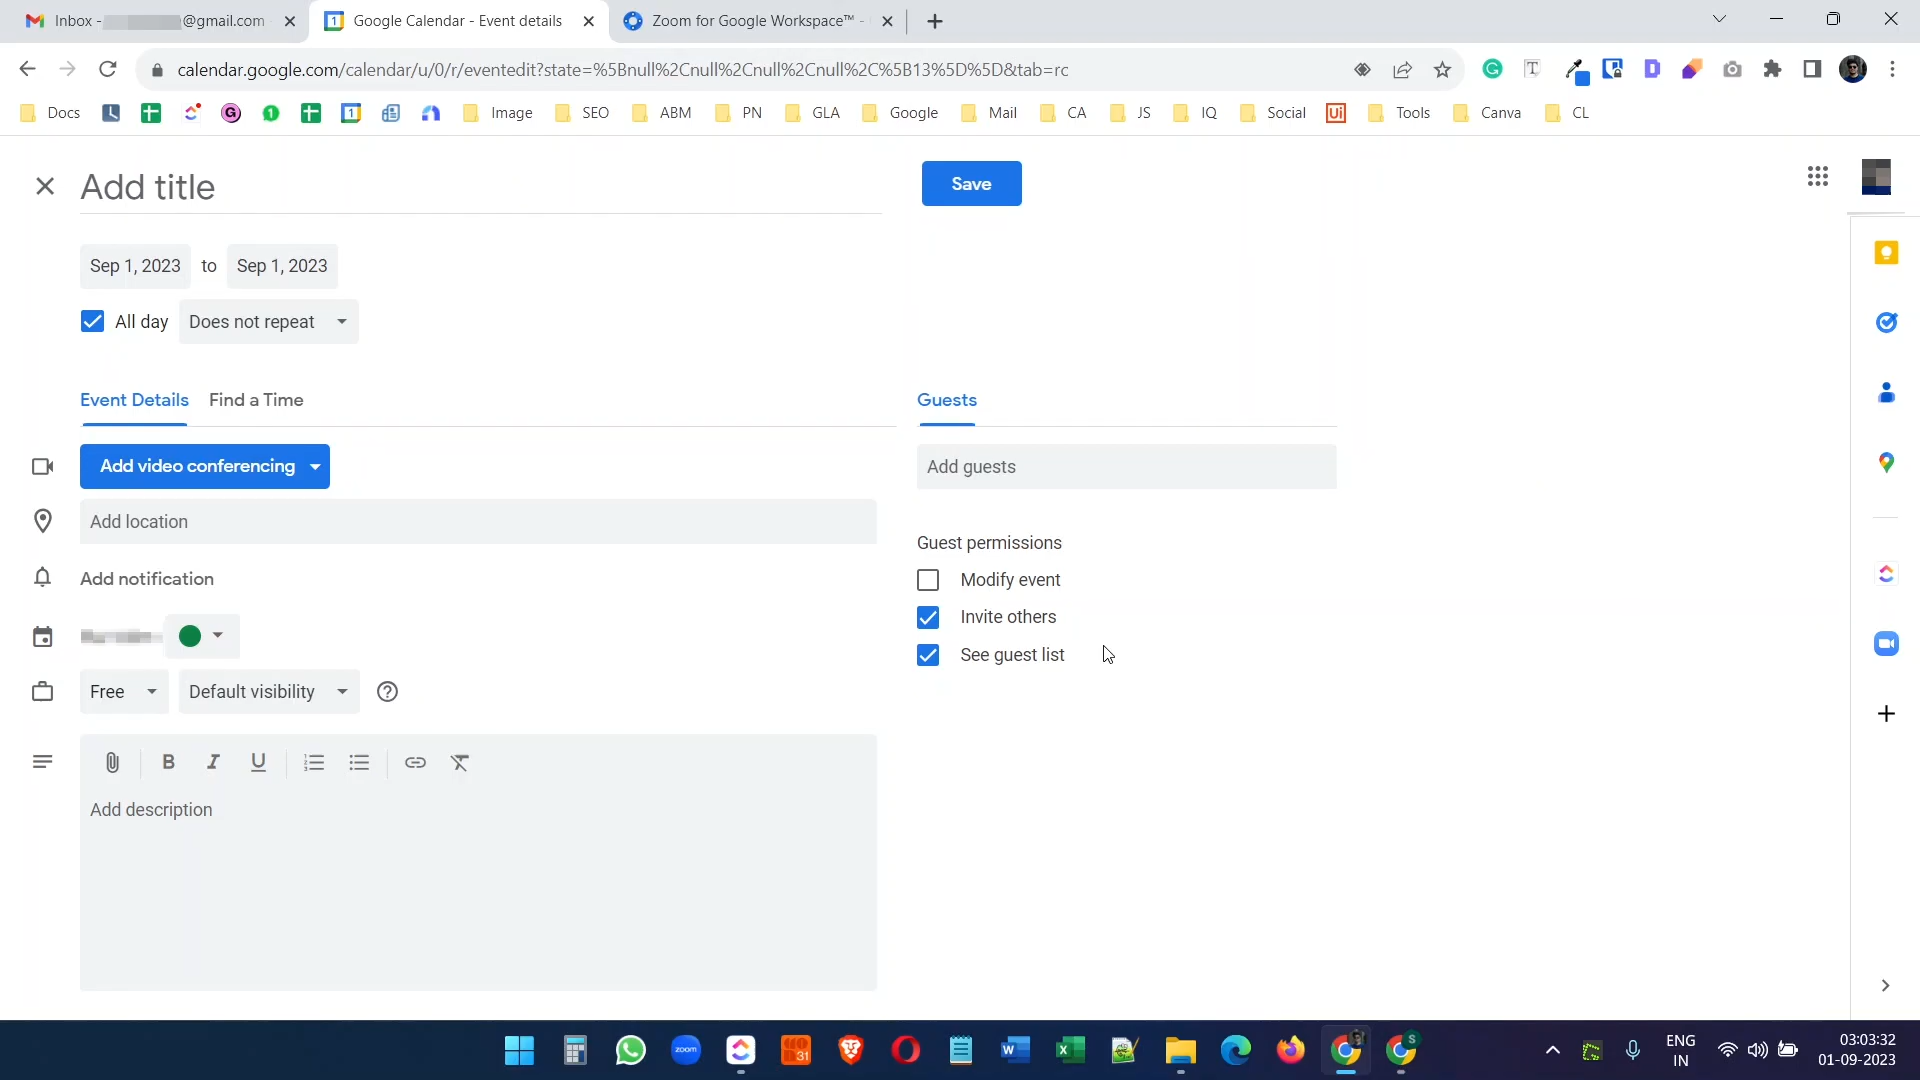 Inbox - @gmail.com
Google Calendar - Event details
Zoom for Google Workspace™ -
calendar.google.com/calendar/u/0/r/eventedit?state=%5Bnull%2Cnull%2Cnull%2Cnull%2C%5B13%5D%5D&tab=rc
Docs Image SEO ABM PN GLA Google Mail CA JS IQ Social Ui Tools Canva CL
Add title
Save
Sep 1, 2023 to Sep 1, 2023
All day Does not repeat
Event Details Find a Time
Guests
Add video conferencing
Add guests
Add location
Guest permissions
Add notification
Modify event
Invite others
See guest list
Free Default visibility
B I U
Add description
zoom
31
W
X
S
ENG
IN
03:03:32
01-09-2023